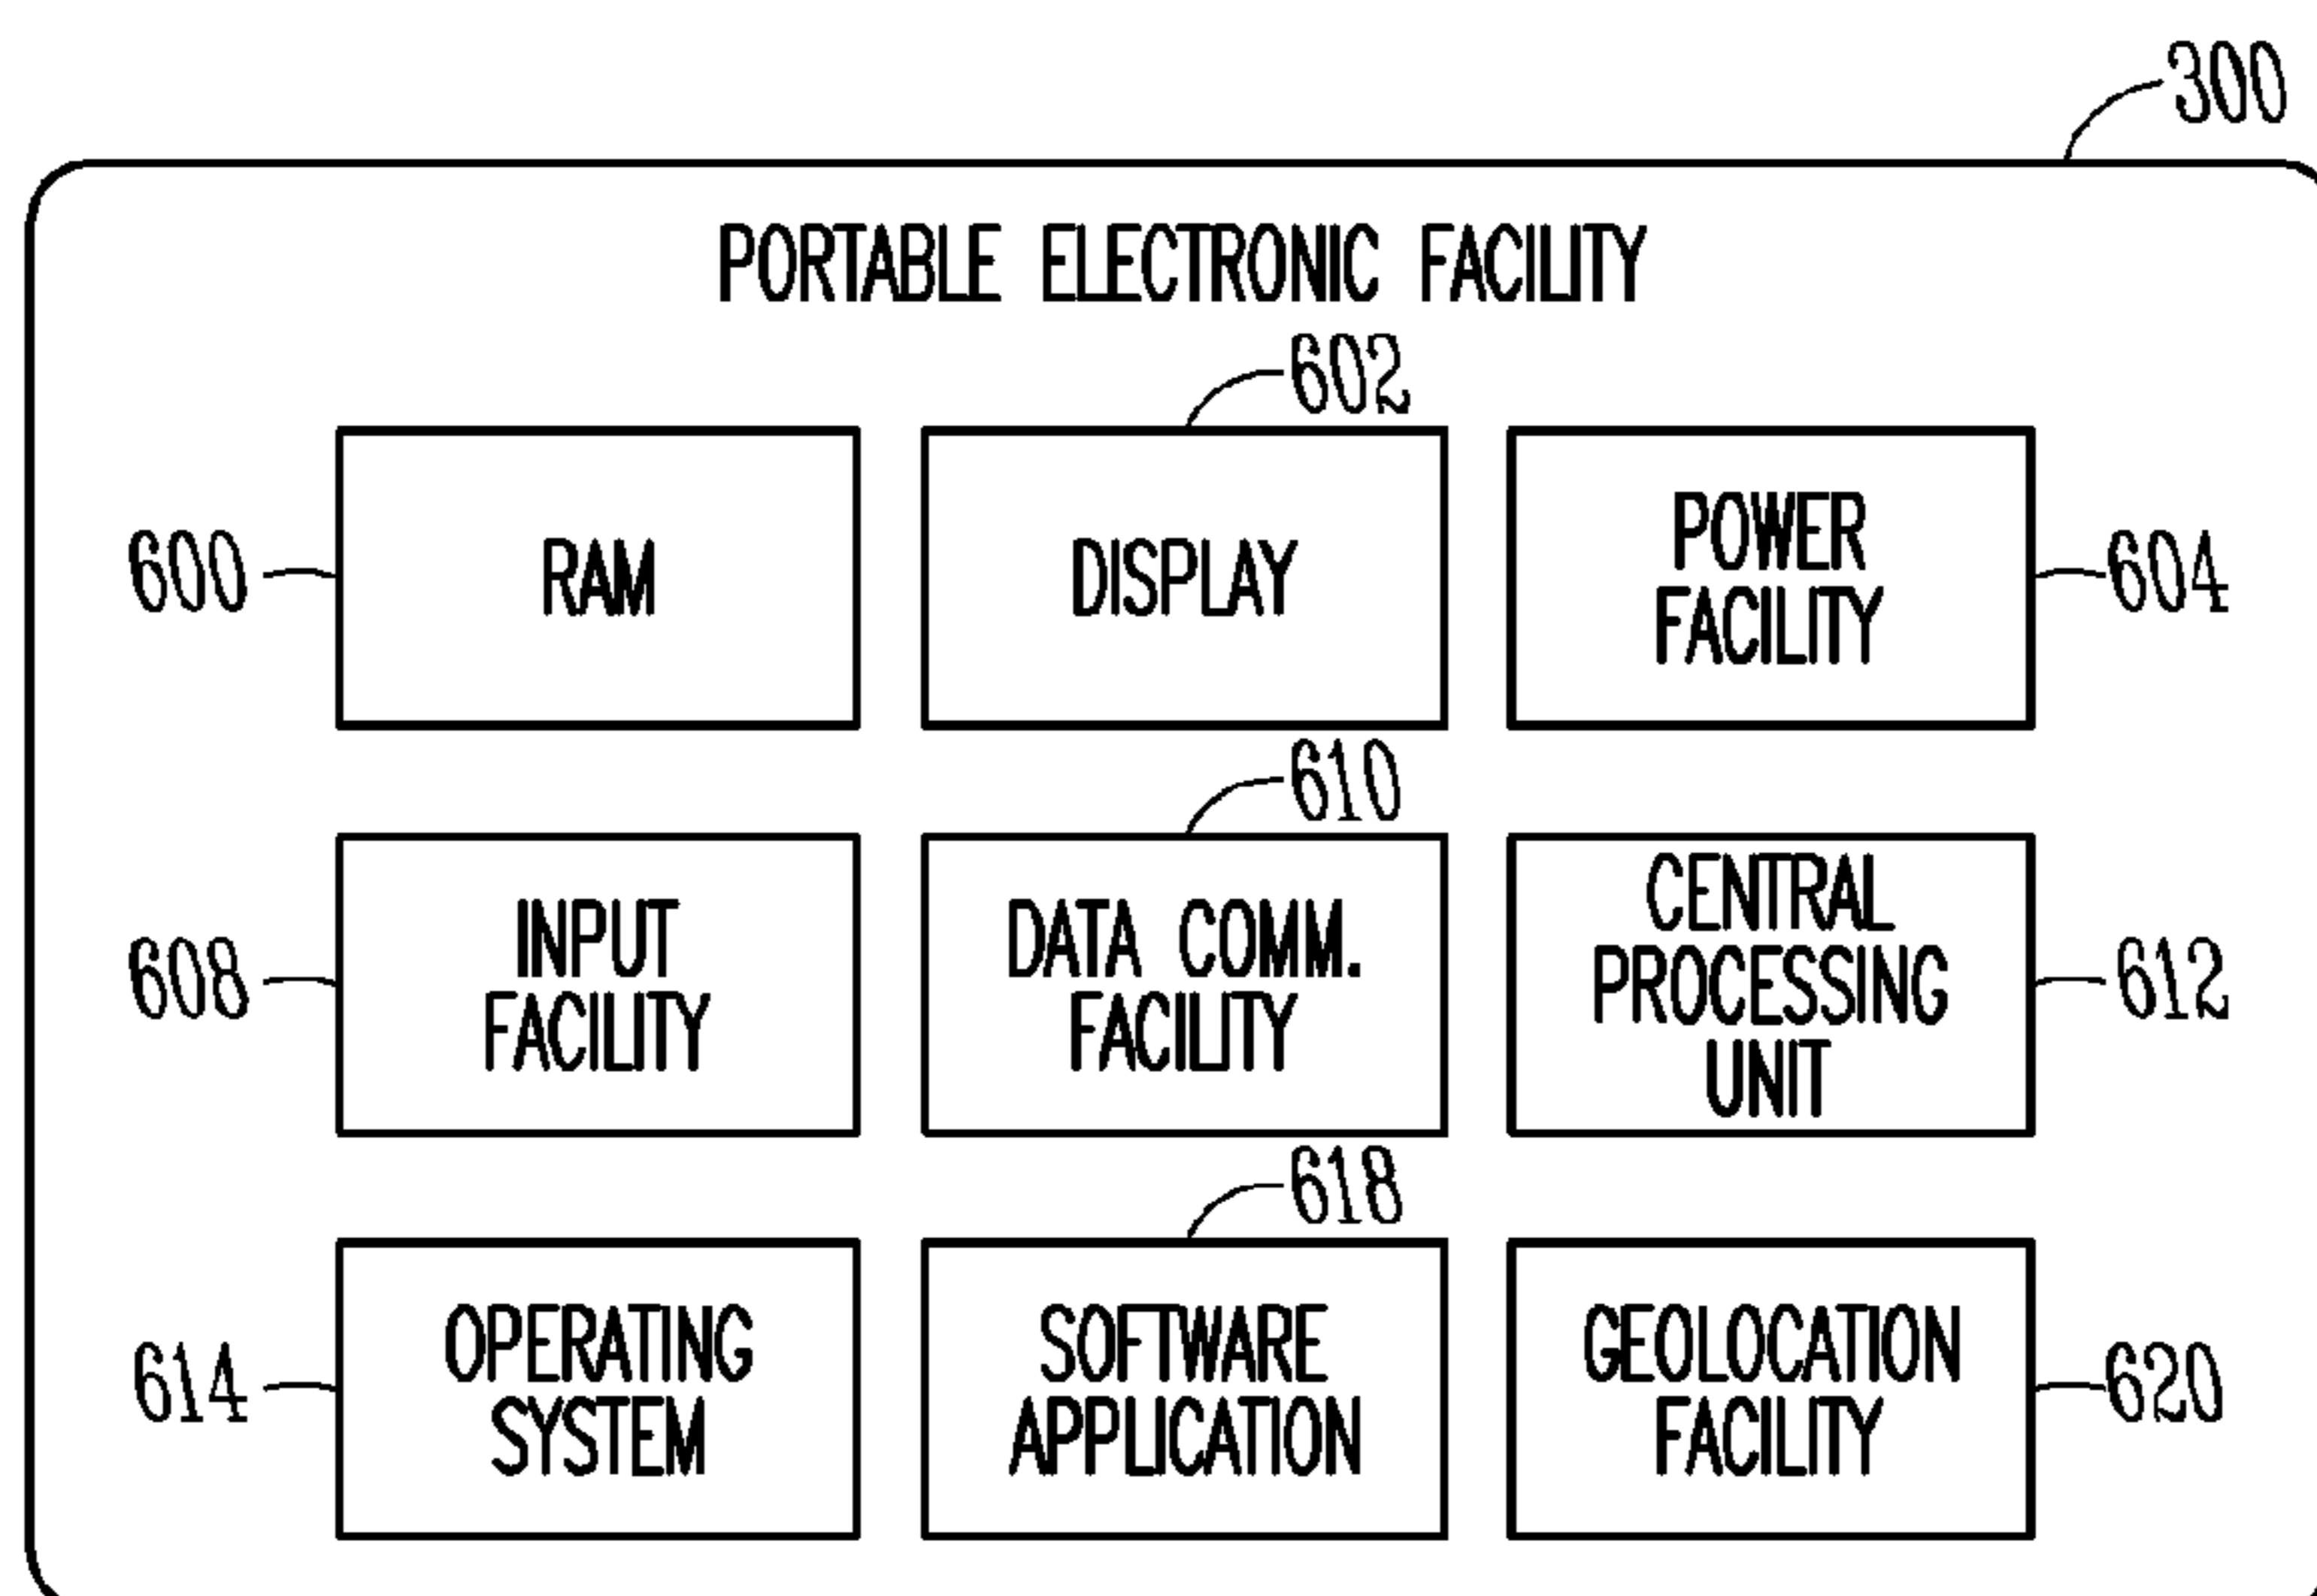 300
PORTABLE ELECTRONIC FACILITY
602
600
RAM
DISPLAY
POWER
FACILITY
604
610
608
INPUT
FACILITY
DATA COMM.
FACILITY
CENTRAL
PROCESSING
UNIT
612
618
614
OPERATING
SYSTEM
SOFTWARE
APPLICATION
GEOLOCATION
FACILITY
620